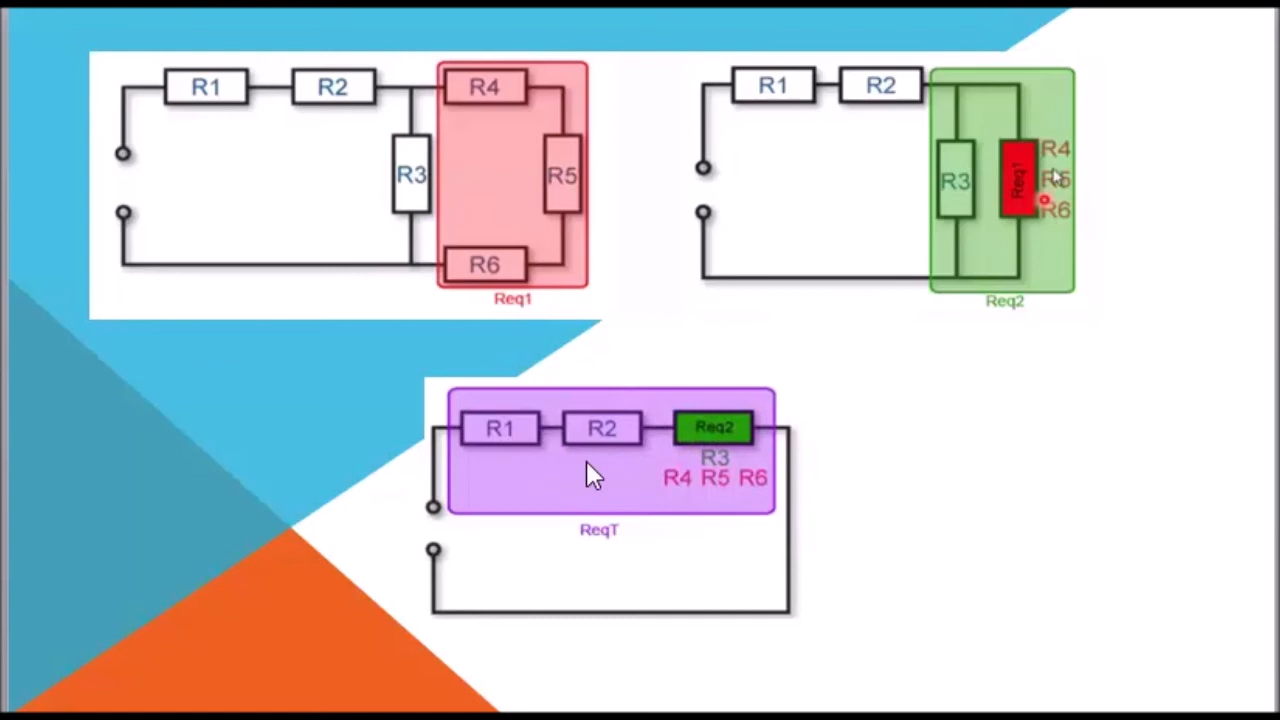 R1 R2 R4
R3 R5
R6
Req1
R1 R2
R3 Req1 R4
R5
R6
Req2
R1 R2 Req2
R3
R4 R5 R6
ReqT